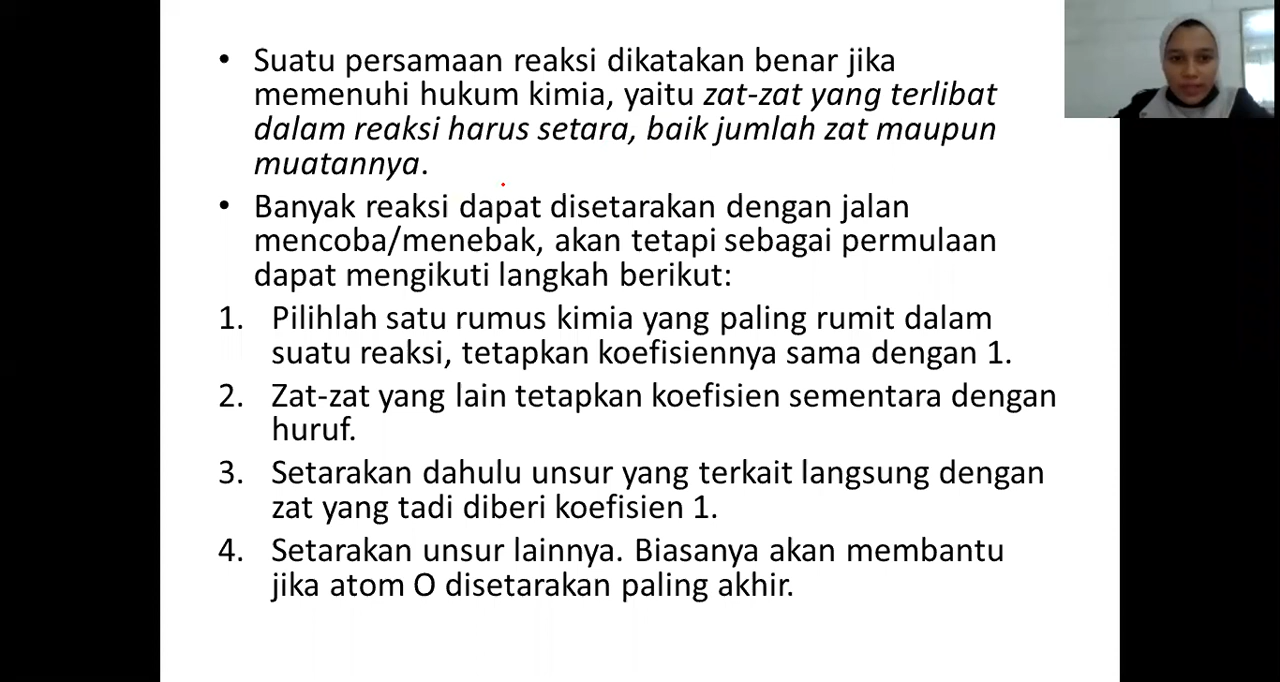 • Suatu persamaan reaksi dikatakan benar jika
memenuhi hukum kimia, yaitu zat-zat yang terlibat
dalam reaksi harus setara, baik jumlah zat maupun
muatannya.
• Banyak reaksi dapat disetarakan dengan jalan
mencoba/menebak, akan tetapi sebagai permulaan
dapat mengikuti langkah berikut:
1. Pilihlah satu rumus kimia yang paling rumit dalam
suatu reaksi, tetapkan koefisiennya sama dengan 1.
2. Zat-zat yang lain tetapkan koefisien sementara dengan
huruf.
3. Setarakan dahulu unsur yang terkait langsung dengan
zat yang tadi diberi koefisien 1.
4. Setarakan unsur lainnya. Biasanya akan membantu
jika atom O disetarakan paling akhir.